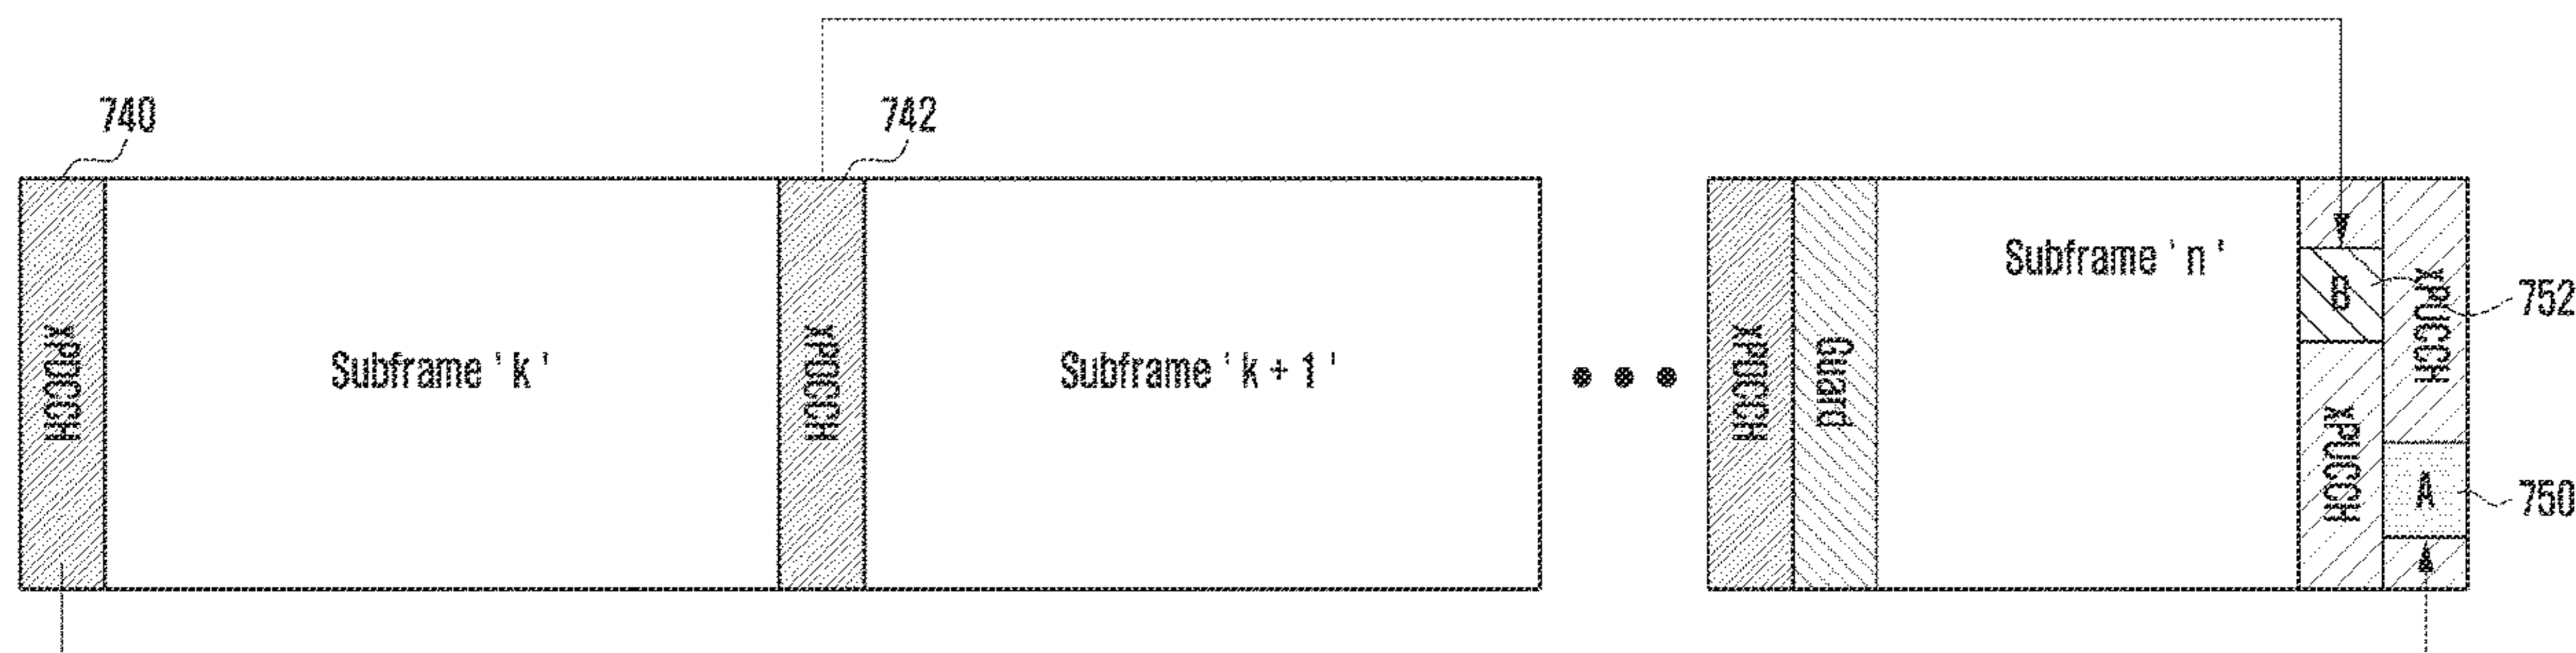 740
742
xPDCCH
Subframe ' k '
xPDCCH
Subframe ' k + 1 '
xPDCCH
Guard
Subframe ' n '
B
xPUCCH
xPUCCH
A
752
750